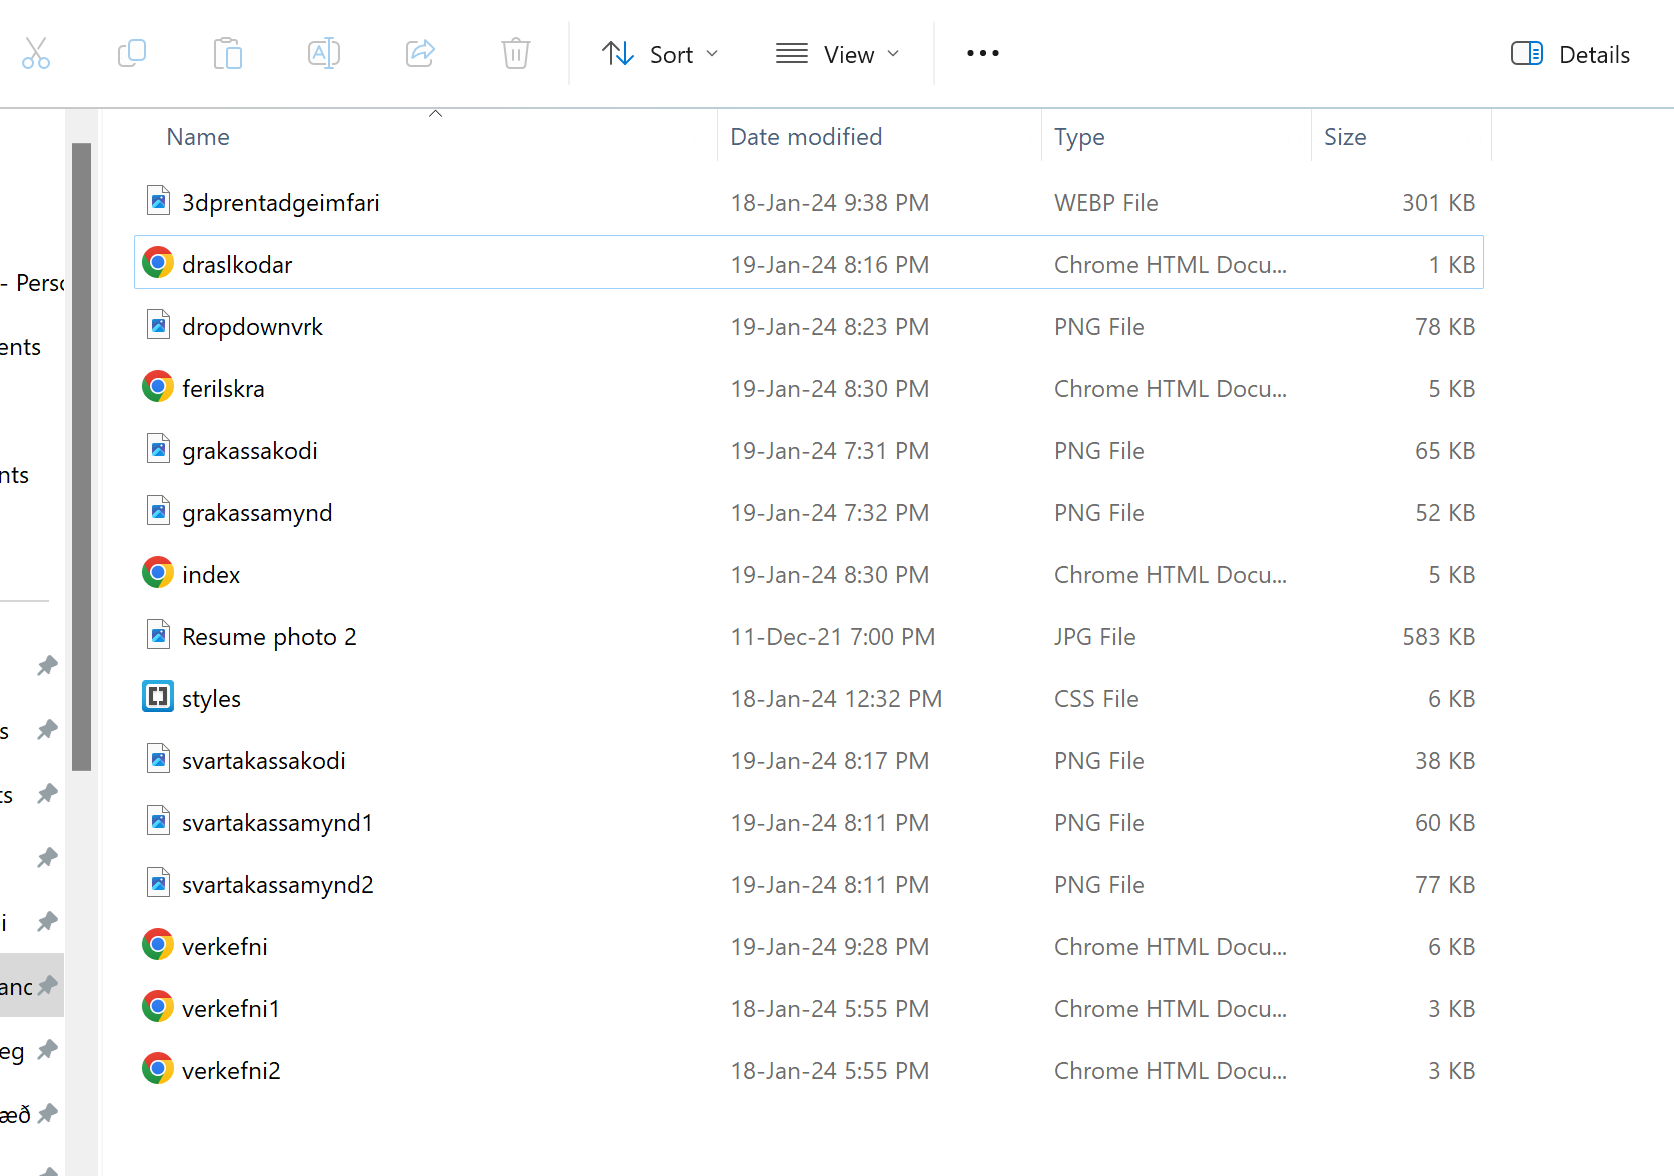 Sort View Details
Name Date modified Type Size
3dprentadgeimfari 18-Jan-24 9:38 PM WEBP File 301 KB
draslkodar 19-Jan-24 8:16 PM Chrome HTML Docu... 1 KB
- Perso
dropdownvrk 19-Jan-24 8:23 PM PNG File 78 KB
ents
ferilskra 19-Jan-24 8:30 PM Chrome HTML Docu... 5 KB
grakassakodi 19-Jan-24 7:31 PM PNG File 65 KB
nts
grakassamynd 19-Jan-24 7:32 PM PNG File 52 KB
index 19-Jan-24 8:30 PM Chrome HTML Docu... 5 KB
Resume photo 2 11-Dec-21 7:00 PM JPG File 583 KB
styles 18-Jan-24 12:32 PM CSS File 6 KB
s
svartakassakodi 19-Jan-24 8:17 PM PNG File 38 KB
ts
svartakassamynd1 19-Jan-24 8:11 PM PNG File 60 KB
svartakassamynd2 19-Jan-24 8:11 PM PNG File 77 KB
i
verkefni 19-Jan-24 9:28 PM Chrome HTML Docu... 6 KB
anc
verkefni1 18-Jan-24 5:55 PM Chrome HTML Docu... 3 KB
eg
verkefni2 18-Jan-24 5:55 PM Chrome HTML Docu... 3 KB
æð